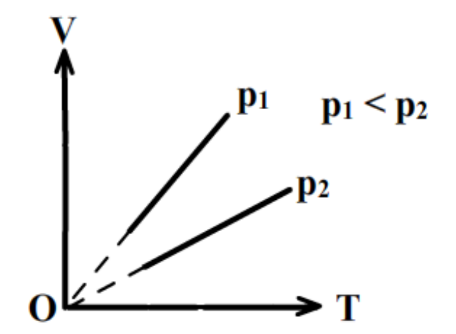 V
p₁
p₁ < p₂
p₂
O
T